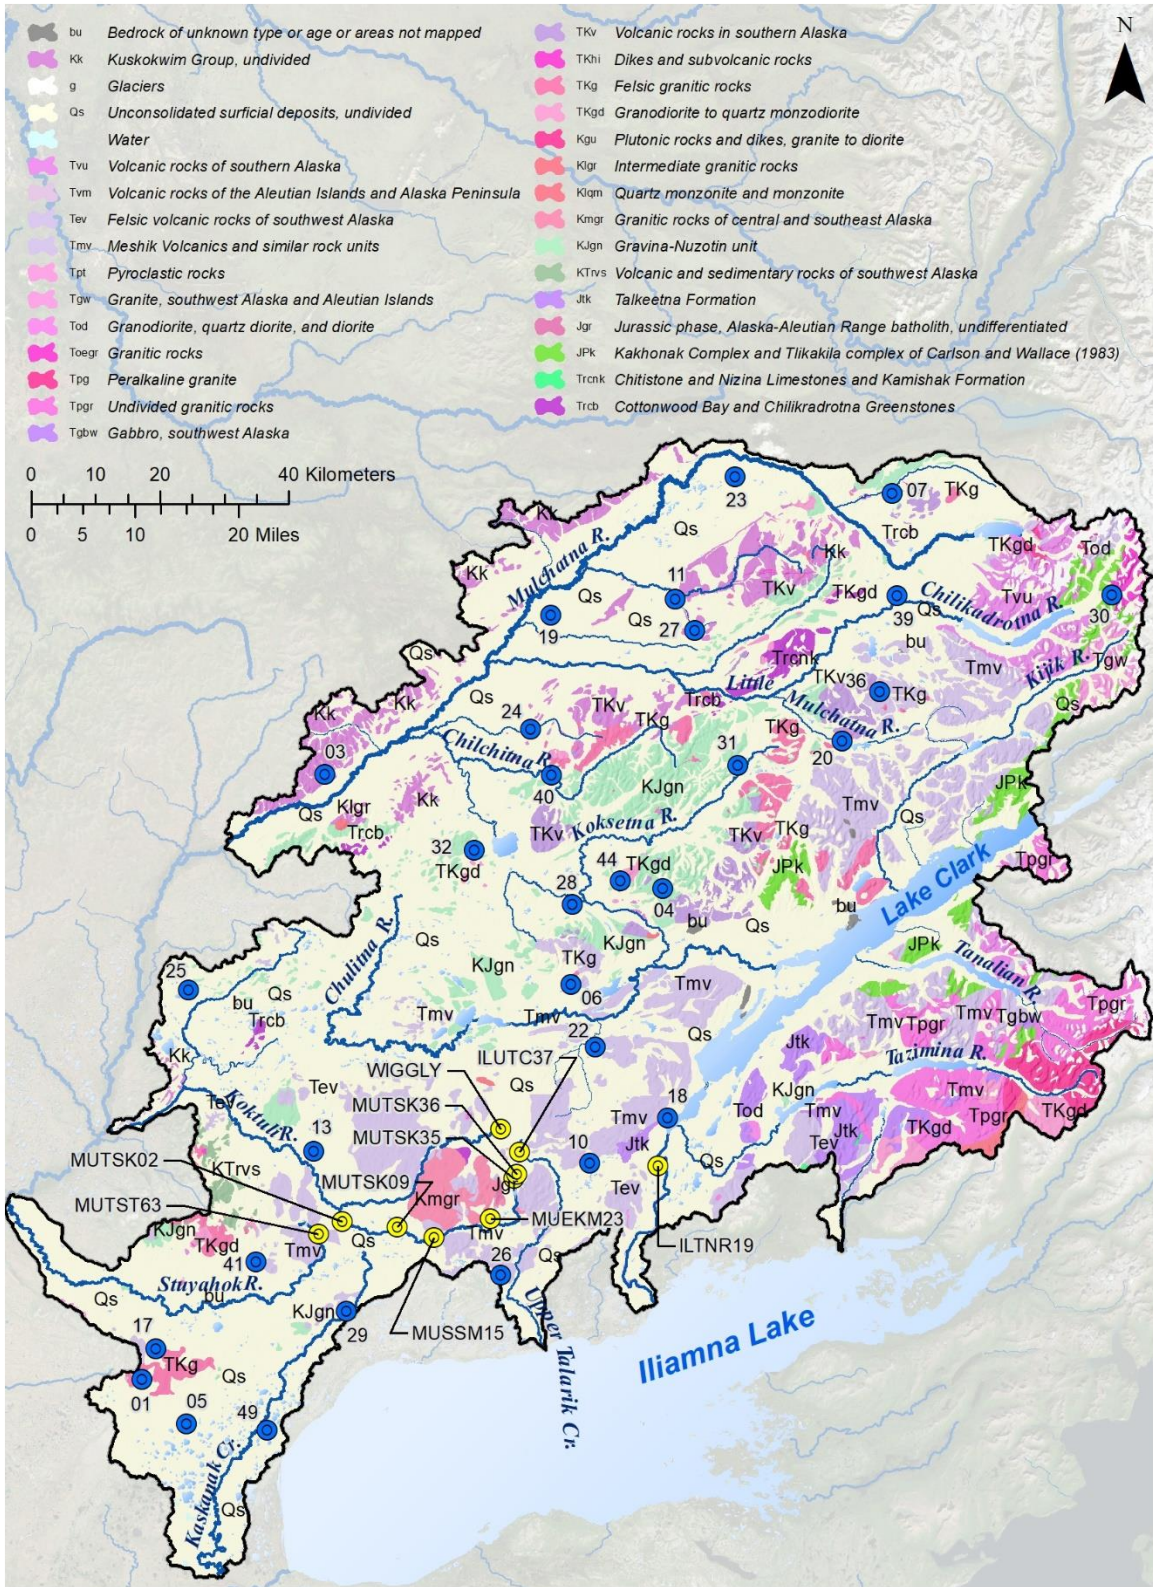 bu Bedrock of unknown type or age or areas not mapped
Kk Kuskokwim Group, undivided
g Glaciers
Qs Unconsolidated surficial deposits, undivided
Water
Tvu Volcanic rocks of southern Alaska
Tvm Volcanic rocks of the Aleutian Islands and Alaska Peninsula
Tev Felsic volcanic rocks of southwest Alaska
Tmv Meshik Volcanics and similar rock units
Tpt Pyroclastic rocks
Tgw Granite, southwest Alaska and Aleutian Islands
Tod Granodiorite, quartz diorite, and diorite
Toegr Granitic rocks
Tpg Peralkaline granite
Tpgr Undivided granitic rocks
Tgbw Gabbro, southwest Alaska
TKv Volcanic rocks in southern Alaska
TKhi Dikes and subvolcanic rocks
TKg Felsic granitic rocks
TKgd Granodiorite to quartz monzodiorite
Kgu Plutonic rocks and dikes, granite to diorite
Klgr Intermediate granitic rocks
Klqm Quartz monzonite and monzonite
Kmgr Granitic rocks of central and southeast Alaska
KJgn Gravina-Nuzotin unit
KTrvs Volcanic and sedimentary rocks of southwest Alaska
Jtk Talkeetna Formation
Jgr Jurassic phase, Alaska-Aleutian Range batholith, undifferentiated
JPk Kakhonak Complex and Tlikakila complex of Carlson and Wallace (1983)
Trcnk Chitistone and Nizina Limestones and Kamishak Formation
Trcb Cottonwood Bay and Chilikradrotna Greenstones
N
0 10 20 40 Kilometers
0 5 10 20 Miles
23
07 TKg
Qs
Trcb
TKgd
Tod
Kk
Mulchatna R.
Kk
11
TKv
TKgd
Tvu
Chilikadrotna R.
Qs
19
Qs
27
39
Qs
bu
30
Qs
Trcnk
Tmv
Kijik R.
Tgw
Kk
Kk
Qs
TKv
TKg
Trcb
Little Mulchatna R.
TKv
36
TKg
Qs
24
Chilchitna R.
03
31
TKg
20
40
KJgn
JPk
Qs
Klgr
Trcb
Kk
TKv
Koksetna R.
TKv
TKg
Tmv
Qs
32
TKgd
44
TKgd
JPk
Tpgr
28
04
bu
bu
Lake Clark
Qs
Chulitna R.
Qs
KJgn
KJgn
TKg
JPk
Tanalian R.
25
bu
Qs
Trcb
Tmv
06
Tmv
Tmv
Qs
Tmv
Tpgr
Tmv
Tgbw
Tpgr
22
Jtk
Tazimina R.
Kk
ILUTC37
WIGGLY
KJgn
Tev
Tev
Qs
MUTSK36
Koktuli R.
18
Tmv
Tod
Tmv
Tmv
Tpgr
TKgd
MUTSK35
13
10
Jtk
Jtk
TKgd
Tev
Qs
MUTSK02
KTrvs
MUTSK09
Kmgr
Jgr
Tev
MUTST63
KJgn
TKgd
Tmv
Qs
Tmv
MUEKM23
Qs
ILTNR19
41
26
Stuyahok R.
bu
Qs
KJgn
29
MUSSM15
Upper Talarik Cr.
Iliamna Lake
17
TKg
Qs
01
05
49
Kaskanak Cr.
Qs